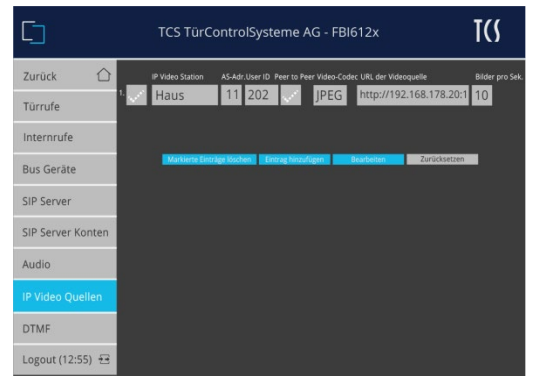 TCS TürControlSysteme AG - FBI612x
TCS
Zurück
Türrufe
Internrufe
Bus Geräte
SIP Server
SIP Server Konten
Audio
IP Video Quellen
DTMF
Logout (12:55)
IP Video Station AS-Adr. User ID Peer to Peer Video-Codec URL der Videoquelle Bilder pro Sek.
1. Haus 11 202 JPEG http://192.168.178.20:1 10
Markierte Einträge löschen Eintrag hinzufügen Bearbeiten Zurücksetzen